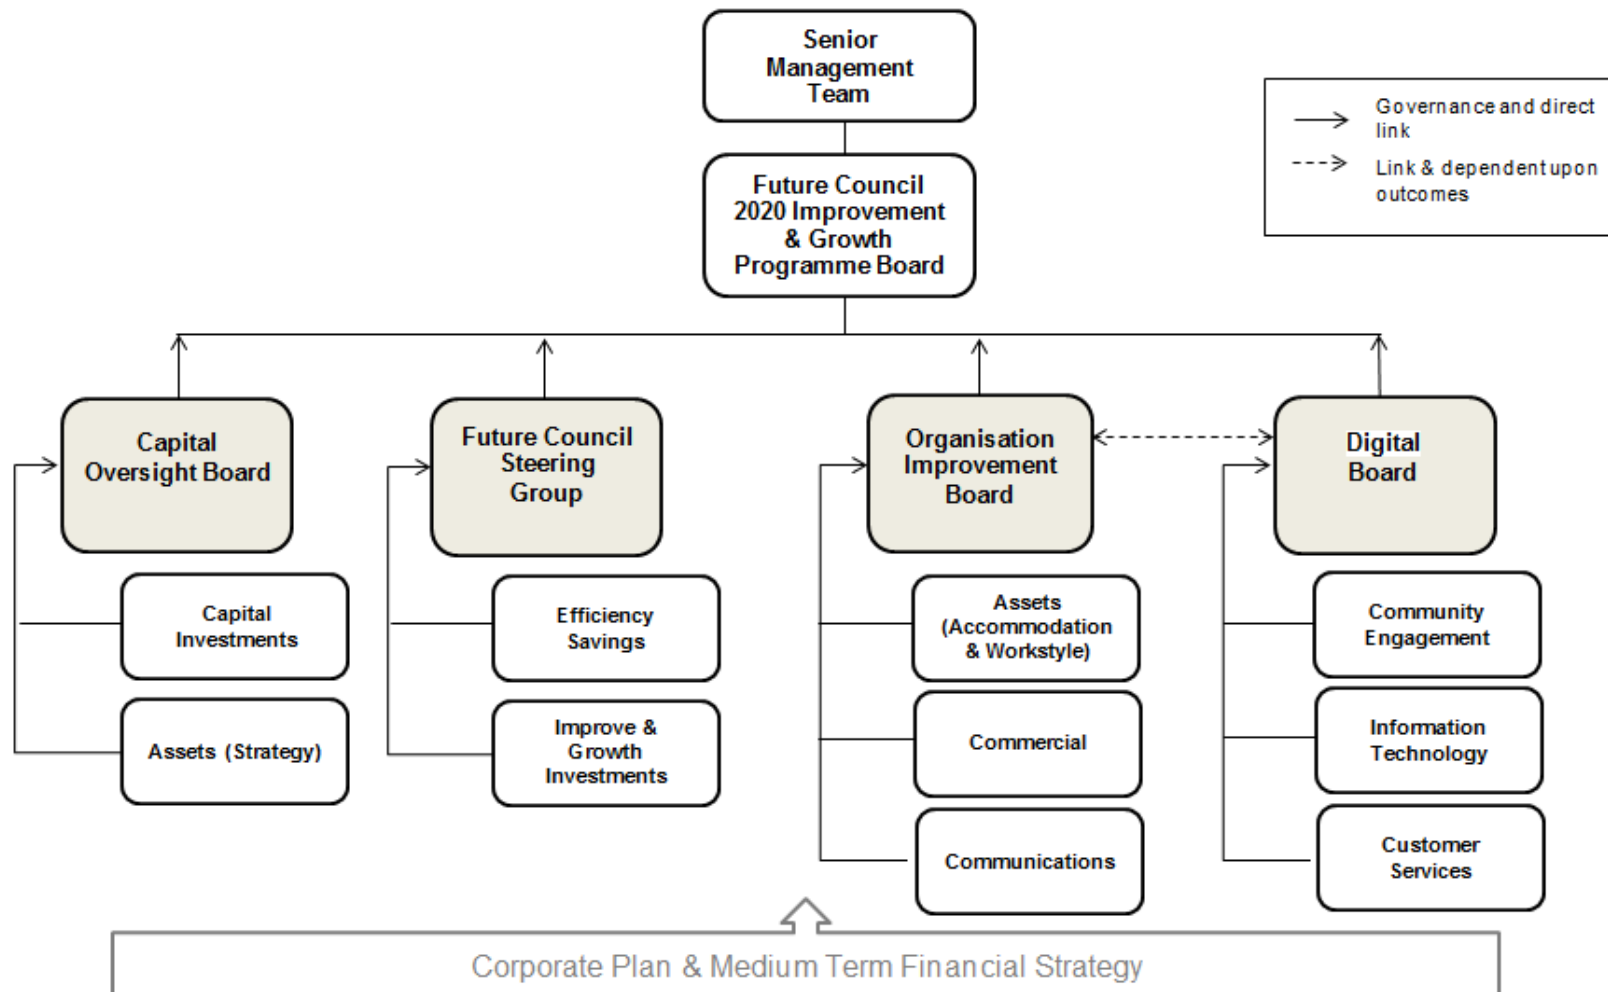 Senior
Management
Team
Governance and direct
link
Link & dependent upon
outcomes
Future Council
2020 Improvement
& Growth
Programme Board
Capital
Oversight Board
Future Council
Steering
Group
Organisation
Improvement
Board
Digital
Board
Capital
Investments
Assets (Strategy)
Efficiency
Savings
Improve &
Growth
Investments
Assets
(Accommodation
& Workstyle)
Commercial
Communications
Community
Engagement
Information
Technology
Customer
Services
Corporate Plan & Medium Term Financial Strategy